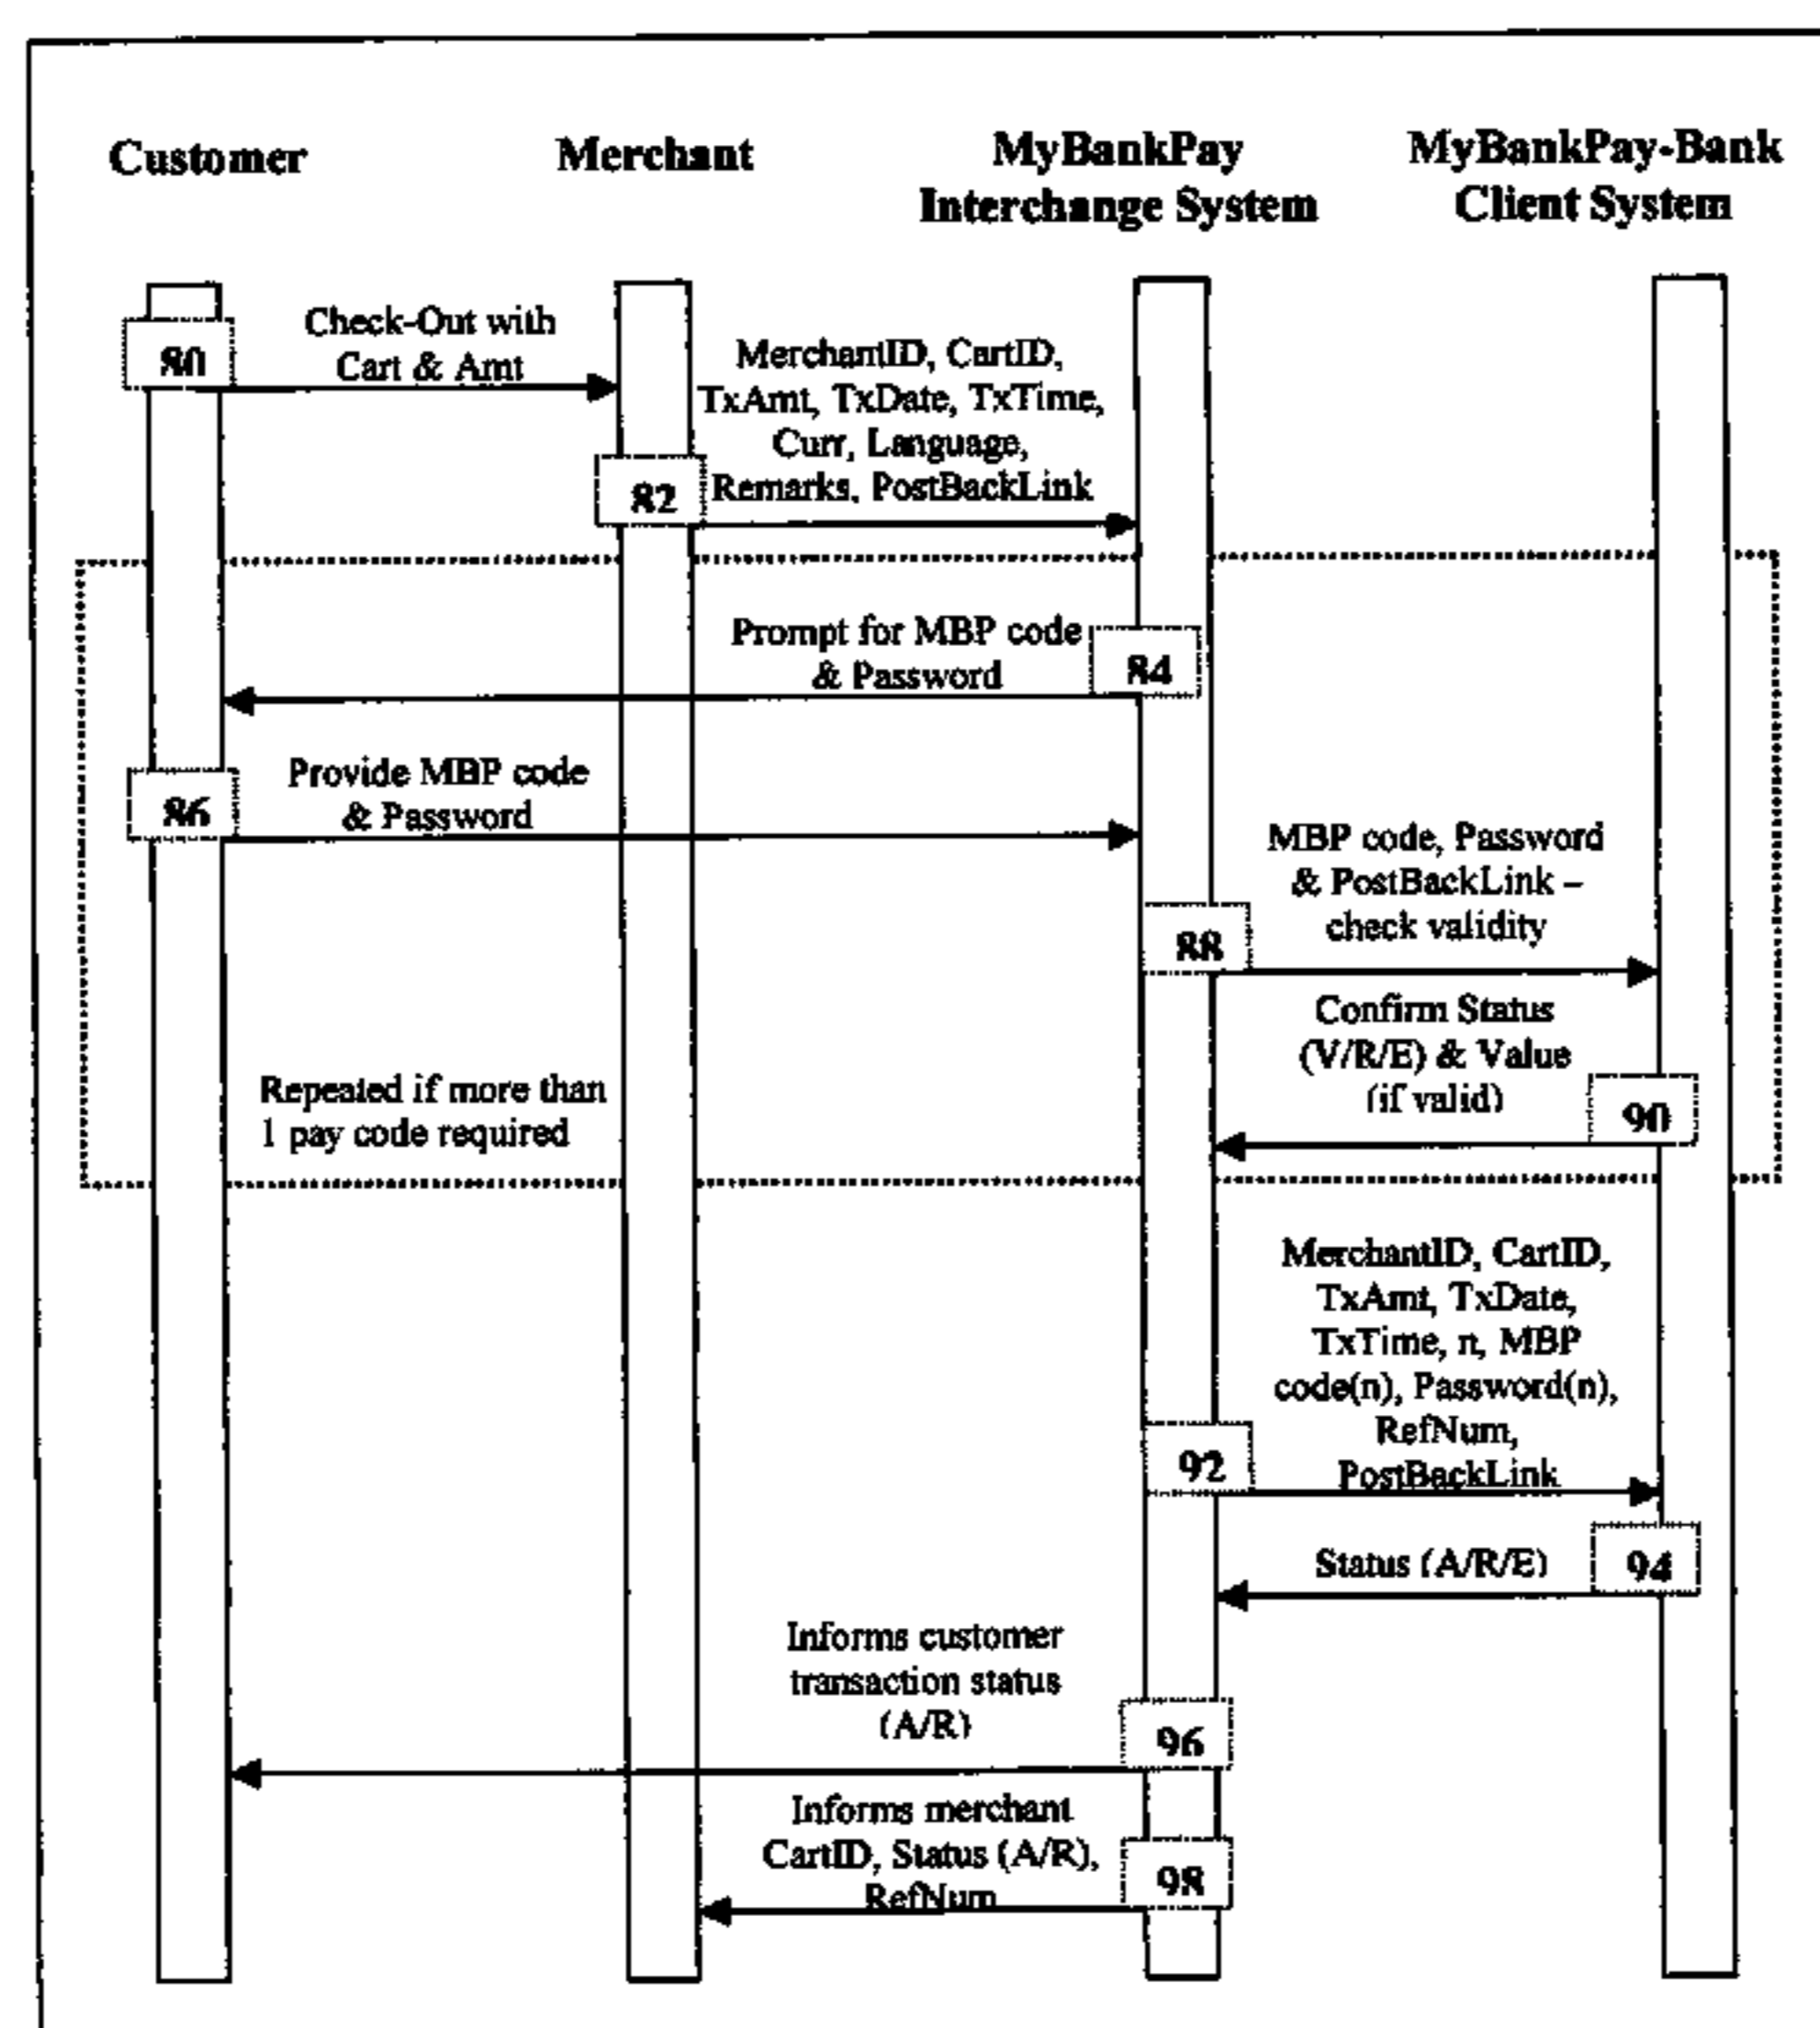 Customer
Merchant
MyBankPay
Interchange System
MyBankPay-Bank
Client System
80
Check-Out with
Cart & Amt
MerchantID, CartID,
TxAmt, TxDate, TxTime,
Curr, Language,
Remarks, PostBackLink
82
Prompt for MBP code
& Password
84
86
Provide MBP code
& Password
MBP code, Password
& PostBackLink –
check validity
88
Confirm Status
(V/R/E) & Value
(if valid)
90
Repeated if more than
1 pay code required
MerchantID, CartID,
TxAmt, TxDate,
TxTime, n, MBP
code(n), Password(n),
RefNum,
PostBackLink
92
Status (A/R/E)
94
Informs customer
transaction status
(A/R)
96
Informs merchant
CartID, Status (A/R),
RefNum
98